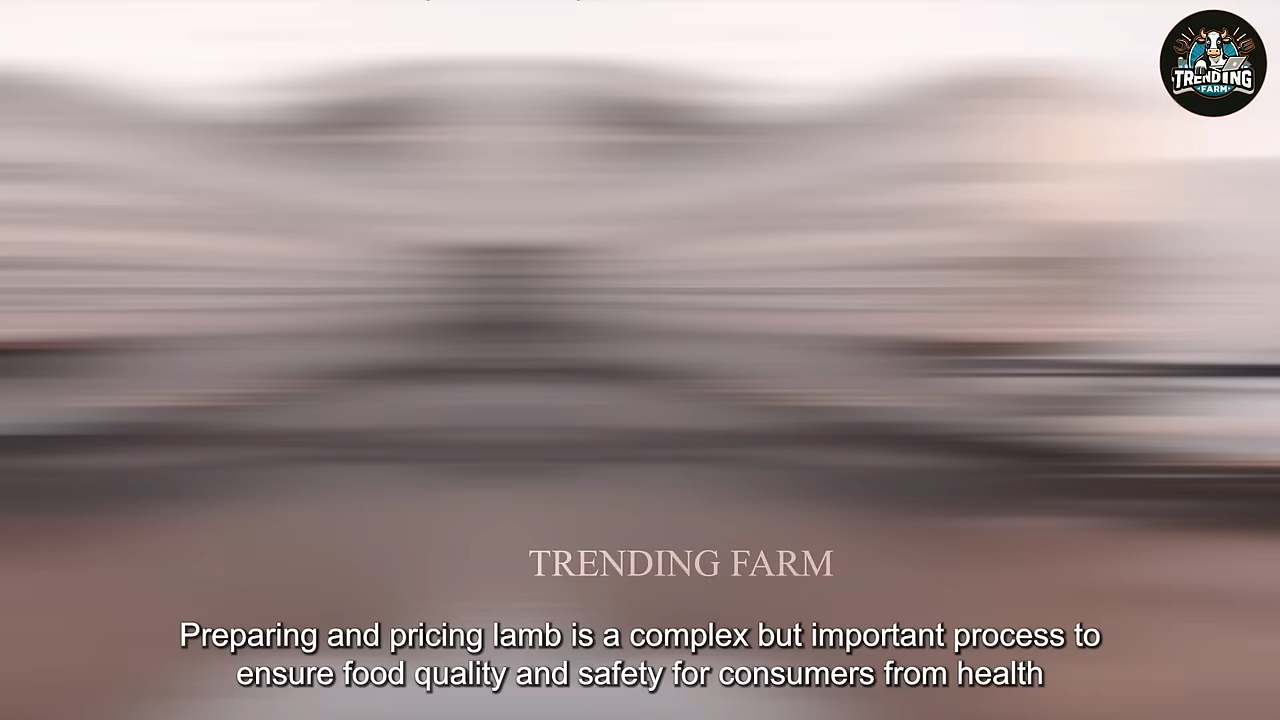 TRENDING
FARM
TRENDING FARM
Preparing and pricing lamb is a complex but important process to
ensure food quality and safety for consumers from health